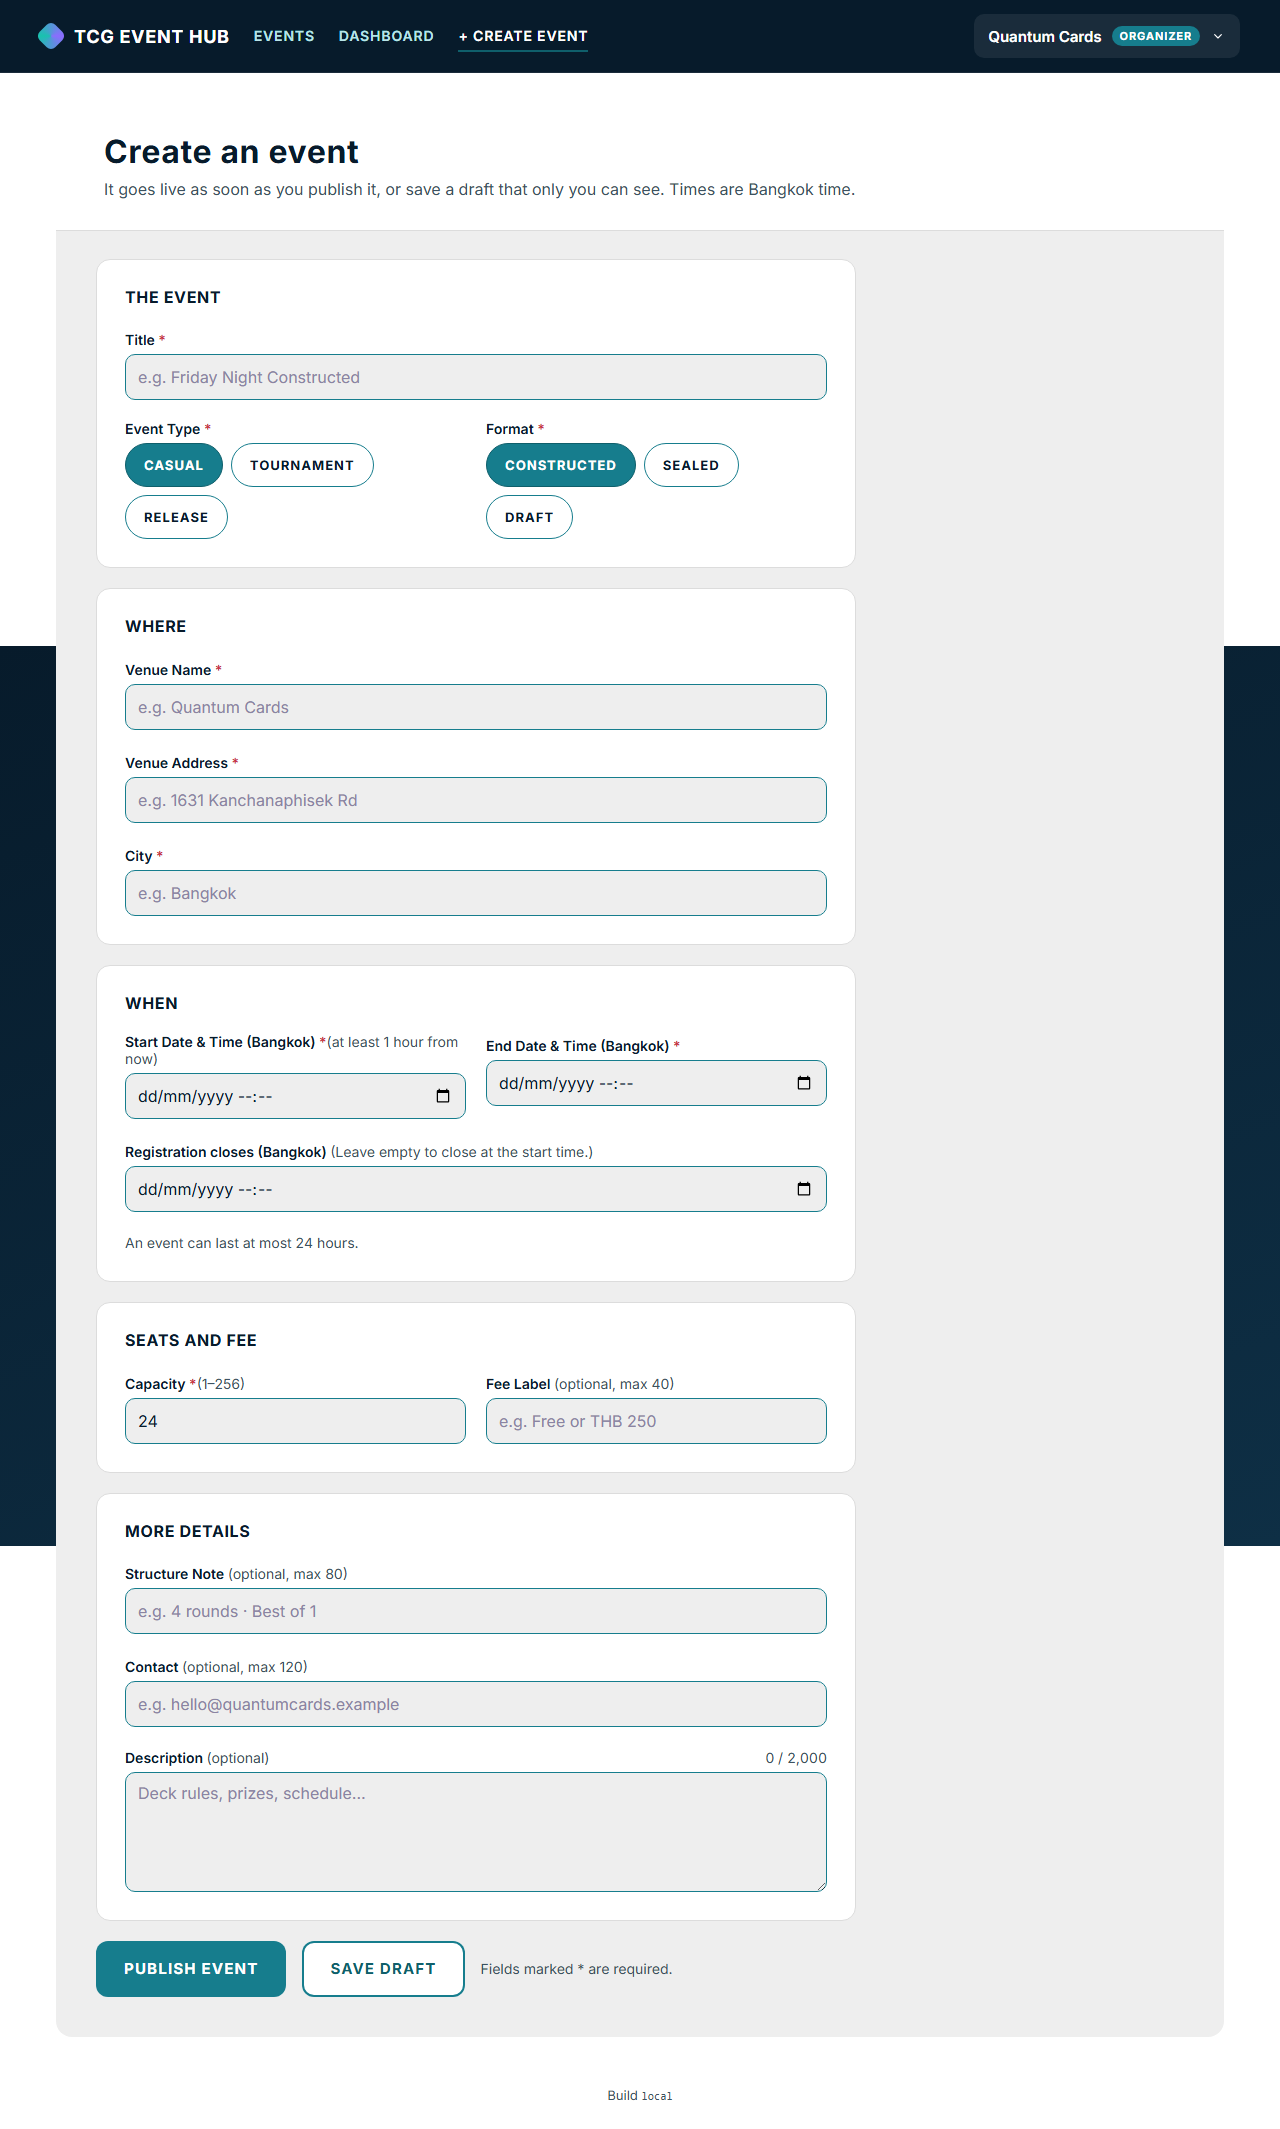 TCG EVENT HUB
EVENTS
DASHBOARD
+ CREATE EVENT
Quantum Cards
ORGANIZER
Create an event
It goes live as soon as you publish it, or save a draft that only you can see. Times are Bangkok time.
THE EVENT
Title *
e.g. Friday Night Constructed
Event Type *
CASUAL
TOURNAMENT
RELEASE
Format *
CONSTRUCTED
SEALED
DRAFT
WHERE
Venue Name *
e.g. Quantum Cards
Venue Address *
e.g. 1631 Kanchanaphisek Rd
City *
e.g. Bangkok
WHEN
Start Date & Time (Bangkok) *(at least 1 hour from
now)
dd/mm/yyyy --:--
End Date & Time (Bangkok) *
dd/mm/yyyy --:--
Registration closes (Bangkok) (Leave empty to close at the start time.)
dd/mm/yyyy --:--
An event can last at most 24 hours.
SEATS AND FEE
Capacity *(1–256)
24
Fee Label (optional, max 40)
e.g. Free or THB 250
MORE DETAILS
Structure Note (optional, max 80)
e.g. 4 rounds · Best of 1
Contact (optional, max 120)
e.g. hello@quantumcards.example
Description (optional)
0 / 2,000
Deck rules, prizes, schedule...
PUBLISH EVENT
SAVE DRAFT
Fields marked * are required.
Build local